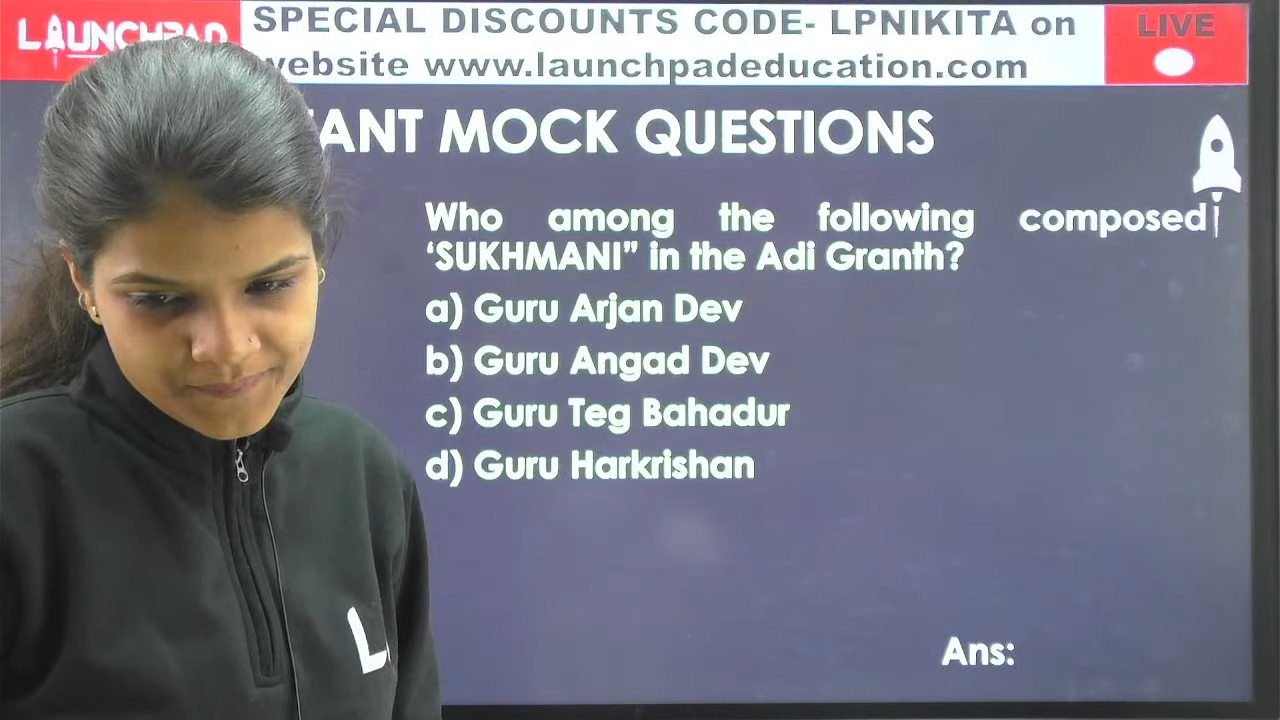 LAUNCHPAD
SPECIAL DISCOUNTS CODE- LPNIKITA on
website www.launchpadeducation.com
LIVE
MOCK QUESTIONS
Who among the following composed
‘SUKHMANI” in the Adi Granth?
a) Guru Arjan Dev
b) Guru Angad Dev
c) Guru Teg Bahadur
d) Guru Harkrishan
Ans:
L